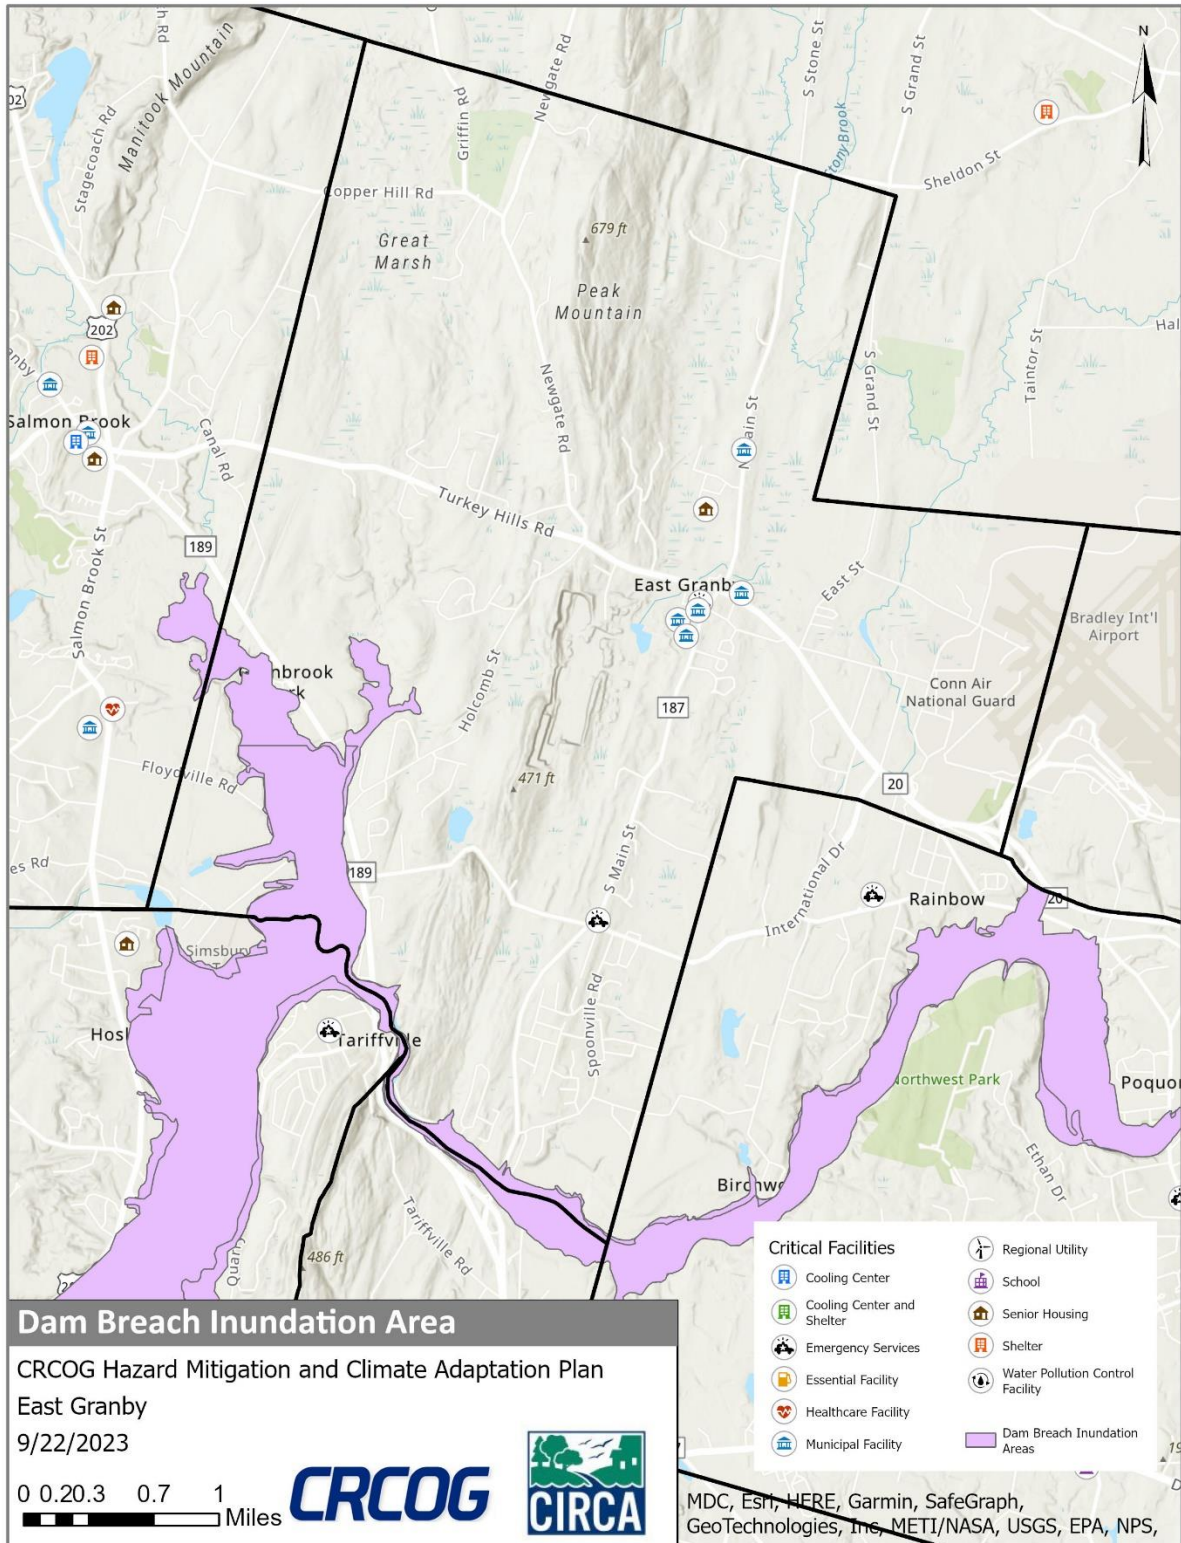 N
Manitook Mountain
Stagecoach Rd
Griffin Rd
Newgate Rd
S Stone St
S Grand St
Stony Brook
Sheldon St
Copper Hill Rd
Great
Marsh
679 ft
Peak
Mountain
202
Salmon Brook
Canal Rd
Newgate Rd
S Grand St
Taintor St
Turkey Hills Rd
189
Salmon Brook St
East St
Bradley Int'l
Airport
Conn Air
National Guard
Holcomb St
187
Floydville Rd
471 ft
20
189
S Main St
International Dr
Rainbow
20
Simsbury
Tariffville
Spoonville Rd
Northwest Park
Ethan Dr
Tariffville Rd
486 ft
Critical Facilities
Cooling Center
Cooling Center and
Shelter
Emergency Services
Essential Facility
Healthcare Facility
Municipal Facility
Regional Utility
School
Senior Housing
Shelter
Water Pollution Control
Facility
Dam Breach Inundation
Areas
Dam Breach Inundation Area
CRCOG Hazard Mitigation and Climate Adaptation Plan
East Granby
9/22/2023
0 0.20.3 0.7 1
Miles
CRCOG
CIRCA
MDC, Esri, HERE, Garmin, SafeGraph,
GeoTechnologies, Inc, METI/NASA, USGS, EPA, NPS,